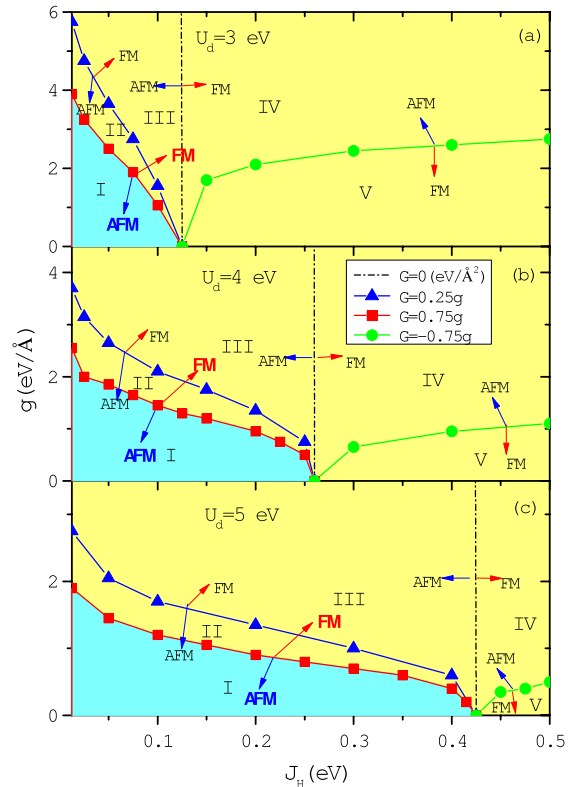 6
U_d=3 eV
(a)
FM
AFM
FM
IV
AFM
III
AFM
4
II
FM
I
AFM
FM
V
2
0
U_d=4 eV
(b)
G=0(eV/Å²)
G=0.25g
G=0.75g
G=-0.75g
4
III
FM
AFM
FM
FM
II
IV
AFM
AFM
AFM
I
V
FM
2
0
g(eV/Å)
U_d=5 eV
(c)
AFM
FM
FM
III
FM
II
IV
AFM
AFM
I
AFM
V
FM
2
0
0.1
0.2
0.3
0.4
0.5
J_H(eV)